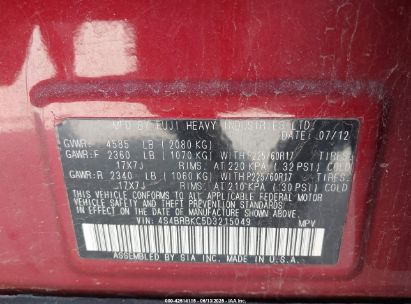 MFD BY FUJI HEAVY INDUSTRIES LTD.
DATE: 07/12
GVWR: 4585 LB (2080 KG)
GAWR:F 2360 LB (1070 KG) WITH P225/60R17 TIRES
17X7J RIMS, AT 220 KPA (32 PSI) COLD
GAWR:R 2340 LB (1060 KG) WITH P225/60R17 TIRES
17X7J RIMS, AT 210 KPA (30 PSI) COLD
THIS VEHICLE CONFORMS TO ALL APPLICABLE FEDERAL MOTOR VEHICLE
SAFETY, BUMPER AND THEFT PREVENTION STANDARDS IN
EFFECT ON THE DATE OF MANUFACTURE SHOWN ABOVE.
VIN: 4S4BRBKC5D3215049 MPV
ASSEMBLED BY SIA INC. IN U.S.A.